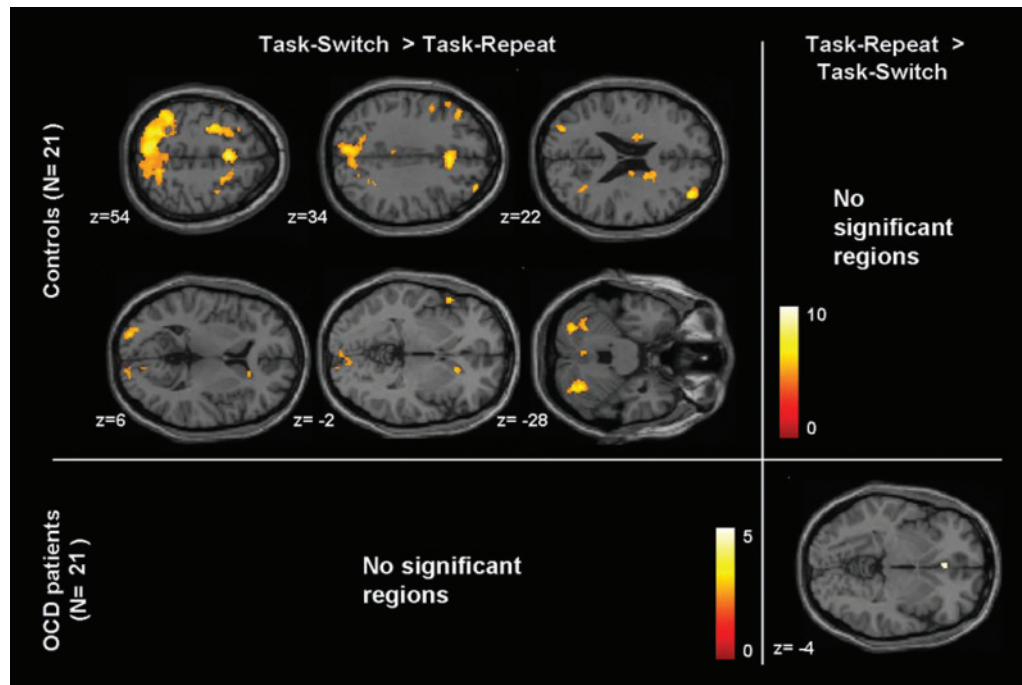 Task-Switch > Task-Repeat
Task-Repeat >
Task-Switch
Controls (N= 21 )
z=54
z=34
z=22
No
significant
regions
10
0
z=6
z= -2
z= -28
OCD patients
(N= 21 )
No significant
regions
5
0
z= -4